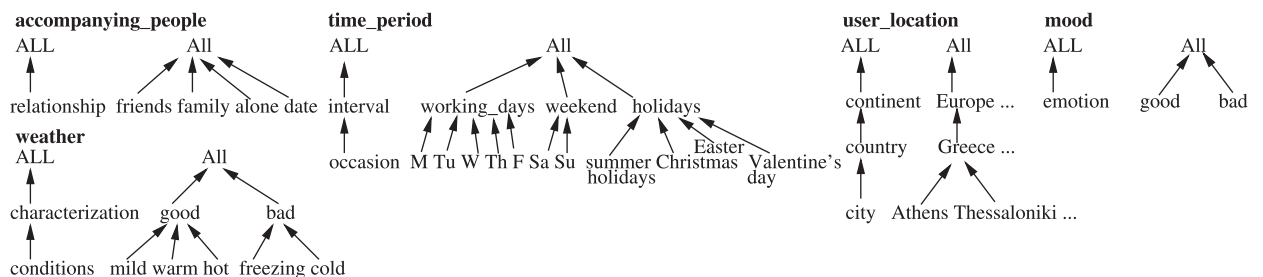 accompanying_people
ALL All
relationship friends family alone date
weather
ALL All
characterization good bad
conditions mild warm hot freezing cold
time_period
ALL All
interval working_days weekend holidays
occasion M Tu W Th F Sa Su summer holidays Christmas Easter Valentine's day
user_location
ALL All
continent Europe ...
country Greece ...
city Athens Thessaloniki ...
mood
ALL All
emotion good bad